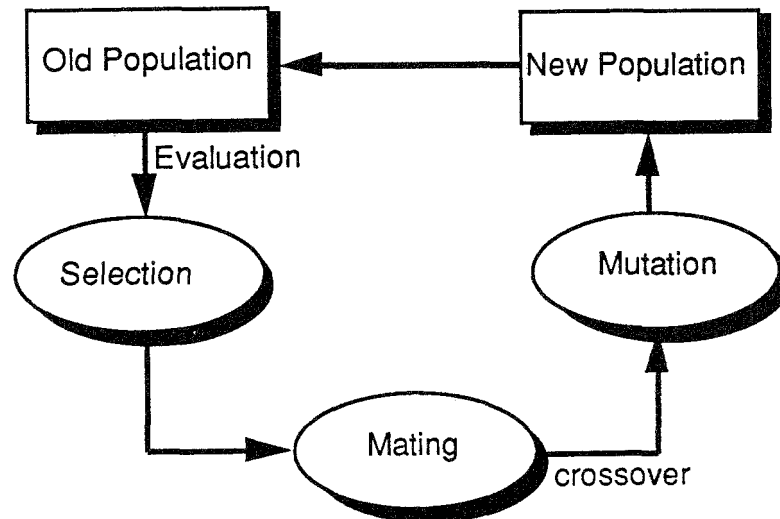 Old Population
New Population
Evaluation
Selection
Mutation
Mating
crossover